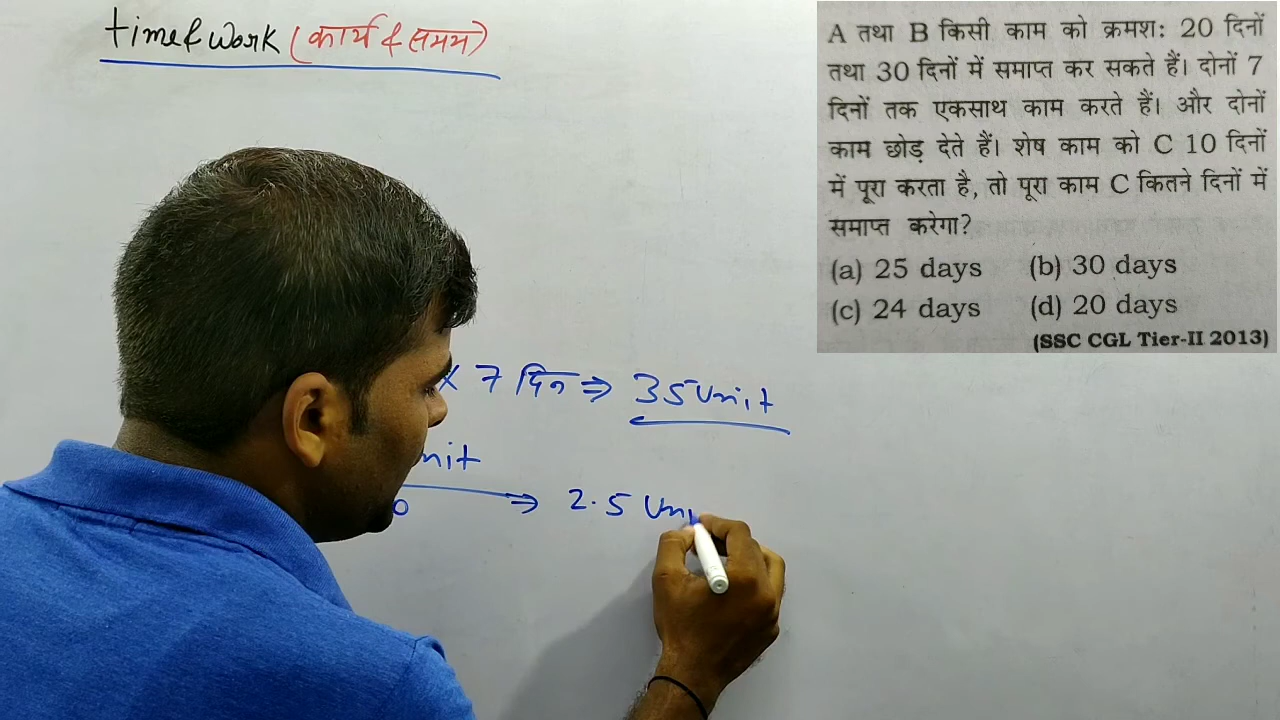 time & work (कार्य & समय)
A तथा B किसी काम को क्रमश: 20 दिनों
तथा 30 दिनों में समाप्त कर सकते हैं। दोनों 7
दिनों तक एकसाथ काम करते हैं। और दोनों
काम छोड़ देते हैं। शेष काम को C 10 दिनों
में पूरा करता है, तो पूरा काम C कितने दिनों में
समाप्त करेगा?
(a) 25 days (b) 30 days
(c) 24 days (d) 20 days
(SSC CGL Tier-II 2013)
x 7 दिन ⇒ 35 Unit
nit
0 ⇒ 2.5 Uni